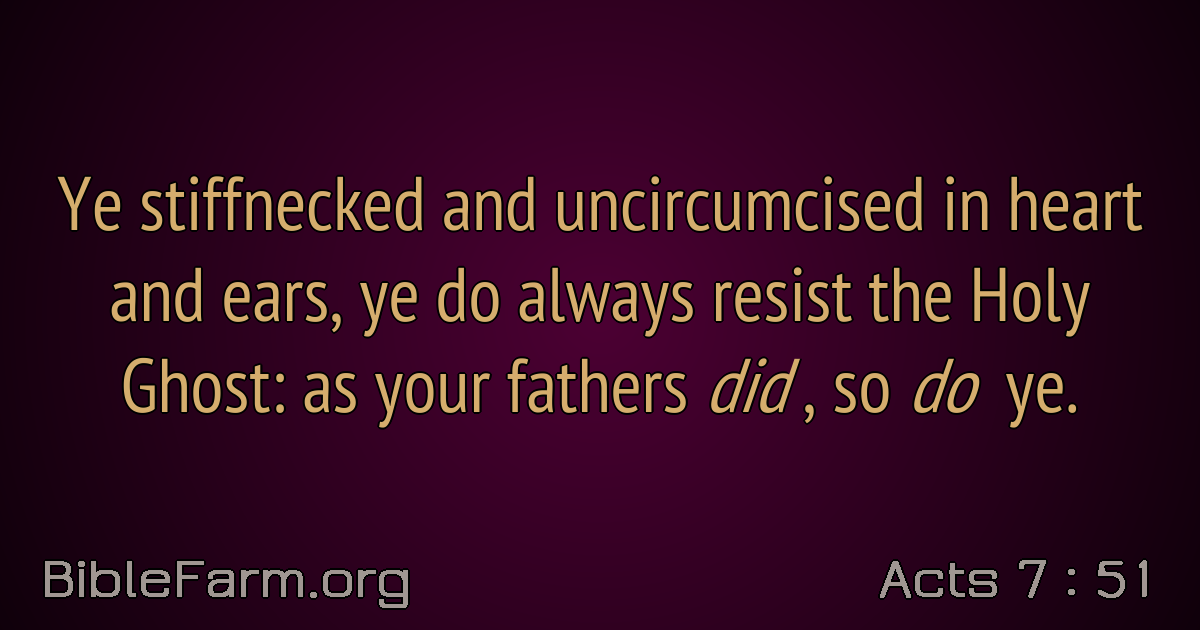 Ye stiffnecked and uncircumcised in heart
and ears, ye do always resist the Holy
Ghost: as your fathers did , so do ye.
BibleFarm.org
Acts 7 : 51